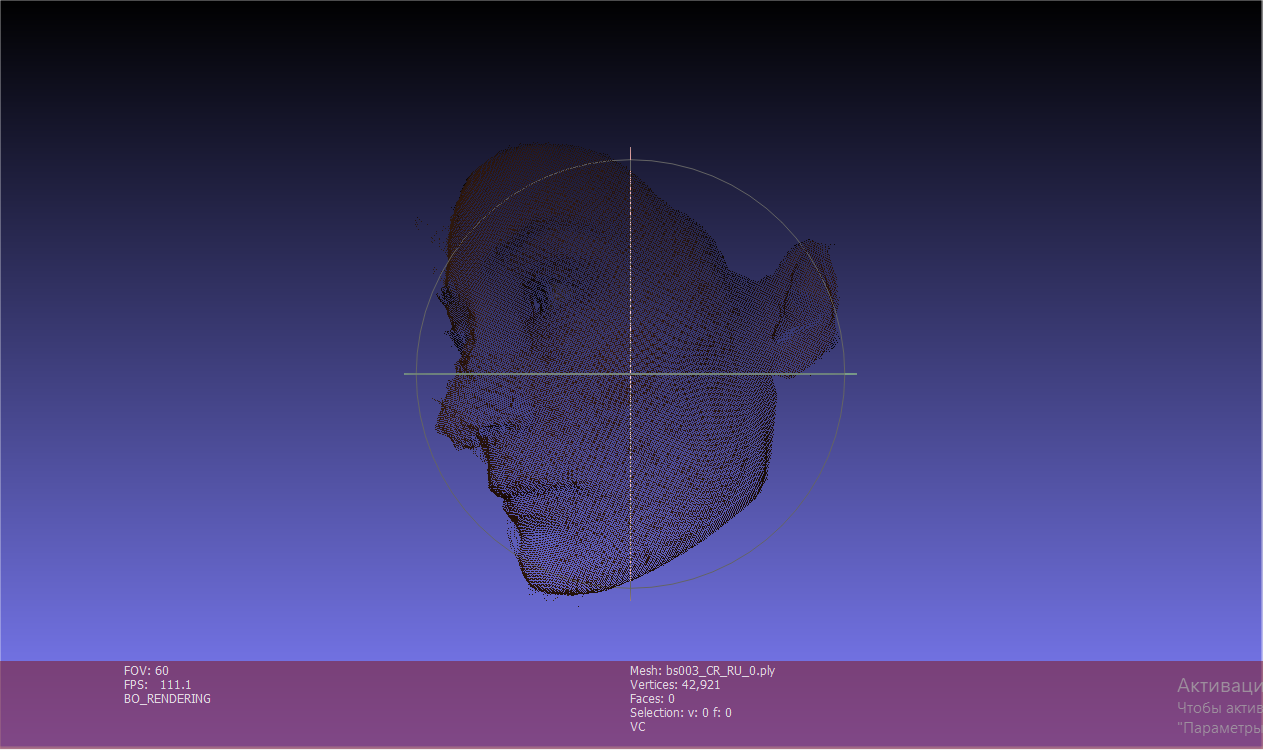 FOV: 60
FPS: 111.1
BO_RENDERING
Mesh: bs003_CR_RU_0.ply
Vertices: 42,921
Faces: 0
Selection: v: 0 f: 0
VC
Активаци
Чтобы актив
"Параметры